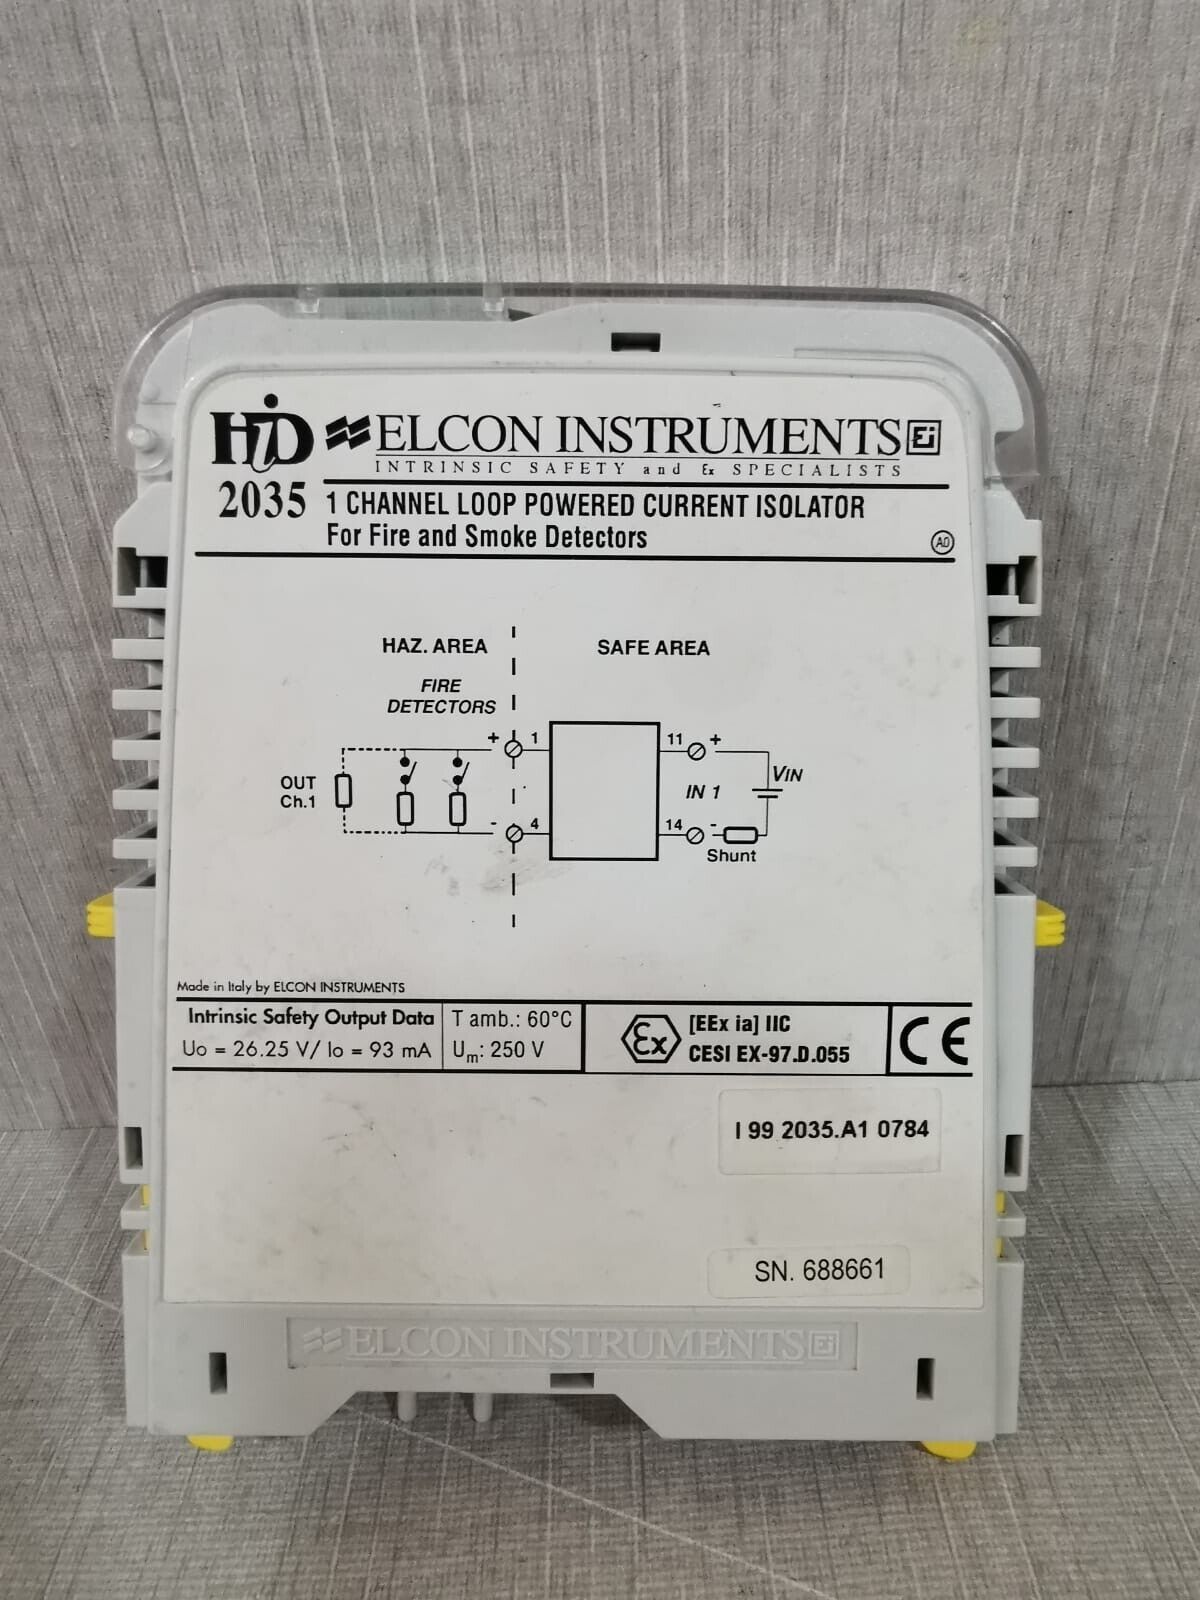 HiD ELCON INSTRUMENTS Ei
INTRINSIC SAFETY and Ex SPECIALISTS
2035 1 CHANNEL LOOP POWERED CURRENT ISOLATOR
For Fire and Smoke Detectors
A0
HAZ. AREA SAFE AREA
FIRE
DETECTORS
+ 1 11 +
OUT
Ch.1
IN 1
VIN
- 4 14 -
Shunt
Made in Italy by ELCON INSTRUMENTS
Intrinsic Safety Output Data
Uo = 26.25 V/ Io = 93 mA
T amb.: 60°C
Um: 250 V
Ex
[EEx ia] IIC
CESI EX-97.D.055
CE
I 99 2035.A1 0784
SN. 688661
ELCON INSTRUMENTS Ei